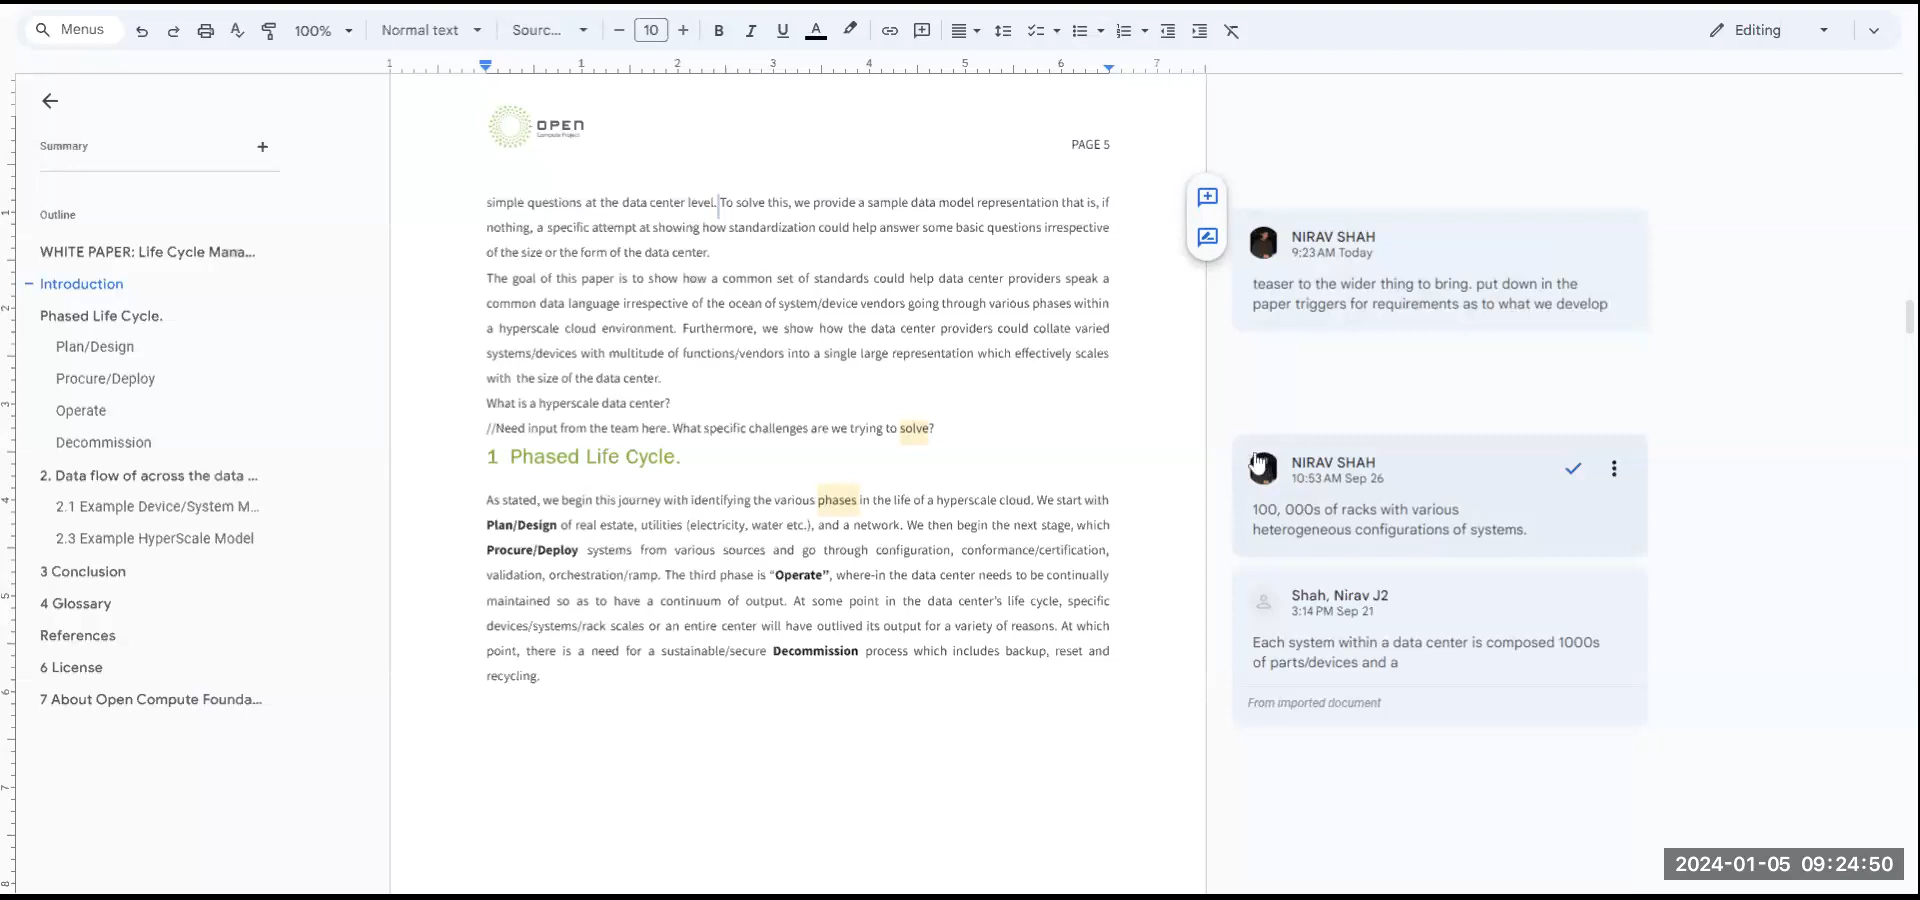 Menus
100%
Normal text
Sourc...
10
Editing
1 1 2 3 4 5 6 7
Summary
Outline
WHITE PAPER: Life Cycle Mana...
Introduction
Phased Life Cycle.
Plan/Design
Procure/Deploy
Operate
Decommission
2. Data flow of across the data ...
2.1 Example Device/System M...
2.3 Example HyperScale Model
3 Conclusion
4 Glossary
References
6 License
7 About Open Compute Founda...
1
2
3
4
5
6
7
8
OPEN
Compute Project
PAGE 5
simple questions at the data center level. To solve this, we provide a sample data model representation that is, if
nothing, a specific attempt at showing how standardization could help answer some basic questions irrespective
of the size or the form of the data center.
The goal of this paper is to show how a common set of standards could help data center providers speak a
common data language irrespective of the ocean of system/device vendors going through various phases within
a hyperscale cloud environment. Furthermore, we show how the data center providers could collate varied
systems/devices with multitude of functions/vendors into a single large representation which effectively scales
with the size of the data center.
What is a hyperscale data center?
//Need input from the team here. What specific challenges are we trying to solve?
1 Phased Life Cycle.
As stated, we begin this journey with identifying the various phases in the life of a hyperscale cloud. We start with
Plan/Design of real estate, utilities (electricity, water etc.), and a network. We then begin the next stage, which
Procure/Deploy systems from various sources and go through configuration, conformance/certification,
validation, orchestration/ramp. The third phase is “Operate”, where-in the data center needs to be continually
maintained so as to have a continuum of output. At some point in the data center's life cycle, specific
devices/systems/rack scales or an entire center will have outlived its output for a variety of reasons. At which
point, there is a need for a sustainable/secure Decommission process which includes backup, reset and
recycling.
NIRAV SHAH
9:23 AM Today
teaser to the wider thing to bring. put down in the
paper triggers for requirements as to what we develop
NIRAV SHAH
10:53 AM Sep 26
100, 000s of racks with various
heterogeneous configurations of systems.
Shah, Nirav J2
3:14 PM Sep 21
Each system within a data center is composed 1000s
of parts/devices and a
From imported document
2024-01-05 09:24:50